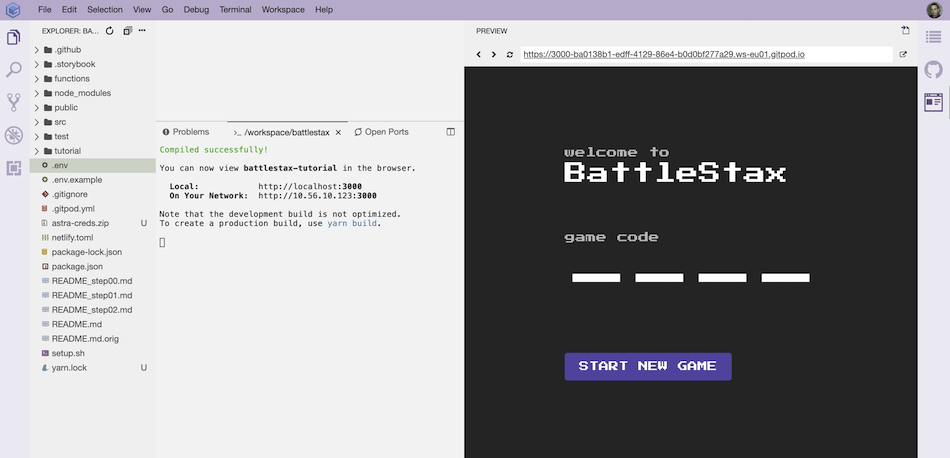 File Edit Selection View Go Debug Terminal Workspace Help
EXPLORER: BA...
.github
.storybook
functions
node_modules
public
src
test
tutorial
.env
.env.example
.gitignore
.gitpod.yml
astra-creds.zip U
netlify.toml
package-lock.json
package.json
README_step00.md
README_step01.md
README_step02.md
README.md
README.md.orig
setup.sh
yarn.lock U
Problems >_ /workspace/battlestax × Open Ports
Compiled successfully!
You can now view battlestax-tutorial in the browser.
Local: http://localhost:3000
On Your Network: http://10.56.10.123:3000
Note that the development build is not optimized.
To create a production build, use yarn build.
PREVIEW
https://3000-ba0138b1-edff-4129-86e4-b0d0bf277a29.ws-eu01.gitpod.io
welcome to
BattleStax
game code
START NEW GAME